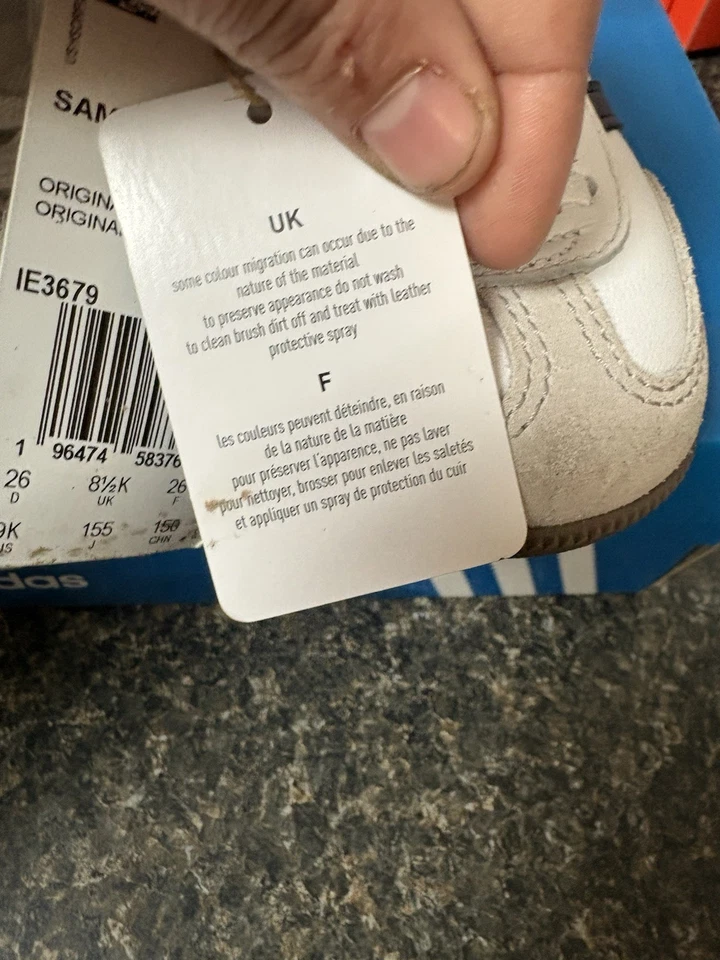 SAM
ORIGINA
ORIGINA
IE3679
1 96474 58376
26 8½K 26
D UK F
9K 155 150
US J CHN
UK
some colour migration can occur due to the
nature of the material
to preserve appearance do not wash
to clean brush dirt off and treat with leather
protective spray
F
les couleurs peuvent déteindre, en raison
de la nature de la matière
pour préserver l'apparence, ne pas laver
pour nettoyer, brosser pour enlever les saletés
et appliquer un spray de protection du cuir
das